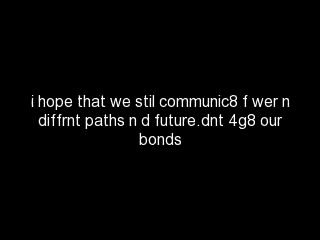 i hope that we stil communic8 f wer n
diffrnt paths n d future.dnt 4g8 our
bonds